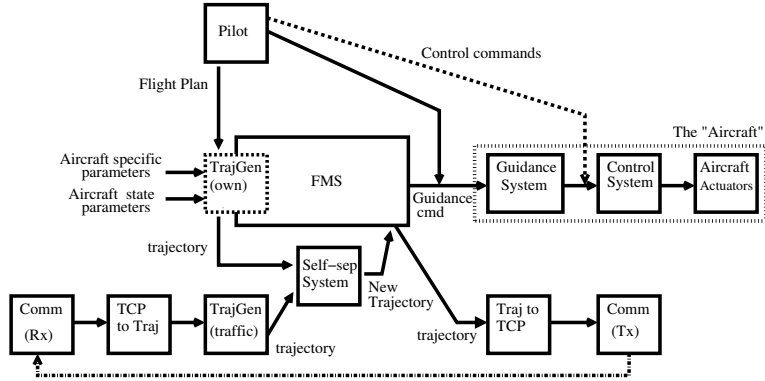 Pilot
Control commands
Flight Plan
The "Aircraft"
Aircraft specific
parameters
Aircraft state
parameters
TrajGen
(own)
FMS
Guidance
cmd
Guidance
System
Control
System
Aircraft
Actuators
trajectory
Self-sep
System
New
Trajectory
Comm
(Rx)
TCP
to Traj
TrajGen
(traffic)
trajectory
trajectory
Traj to
TCP
Comm
(Tx)